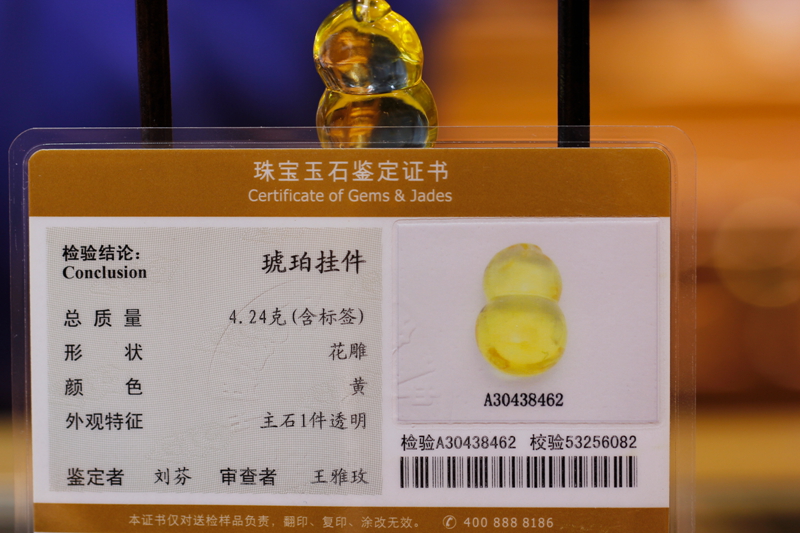 珠宝玉石鉴定证书
Certificate of Gems & Jades
检验结论:
Conclusion
琥珀挂件
总质量 4.24克(含标签)
形状 花雕
颜色 黄
外观特征 主石1件透明
鉴定者 刘芬 审查者 王雅玫
A30438462
检验A30438462 校验53256082
本证书仅对送检样品负责，翻印、复印、涂改无效。 ✆ 400 888 8186